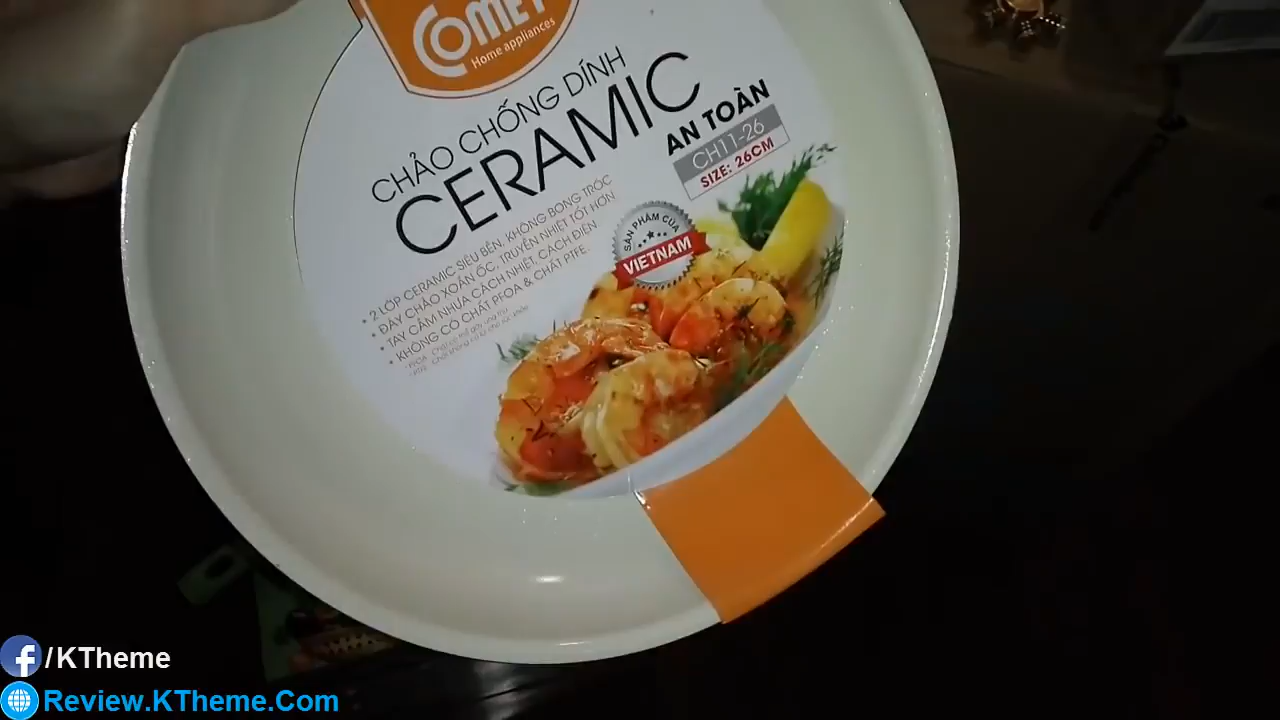 COMET
Home appliances
CHẢO CHỐNG DÍNH
CERAMIC
AN TOÀN
CH11-26
SIZE: 26CM
• 2 LỚP CERAMIC SIÊU BỀN, KHÔNG BONG TRÓC
• ĐÁY CHẢO XOẮN ỐC, TRUYỀN NHIỆT TỐT HƠN
• TAY CẦM NHỰA CÁCH NHIỆT, CÁCH ĐIỆN
• KHÔNG CÓ CHẤT PFOA & CHẤT PTFE.
SẢN PHẨM CỦA
VIETNAM
/KTheme
Review.KTheme.Com